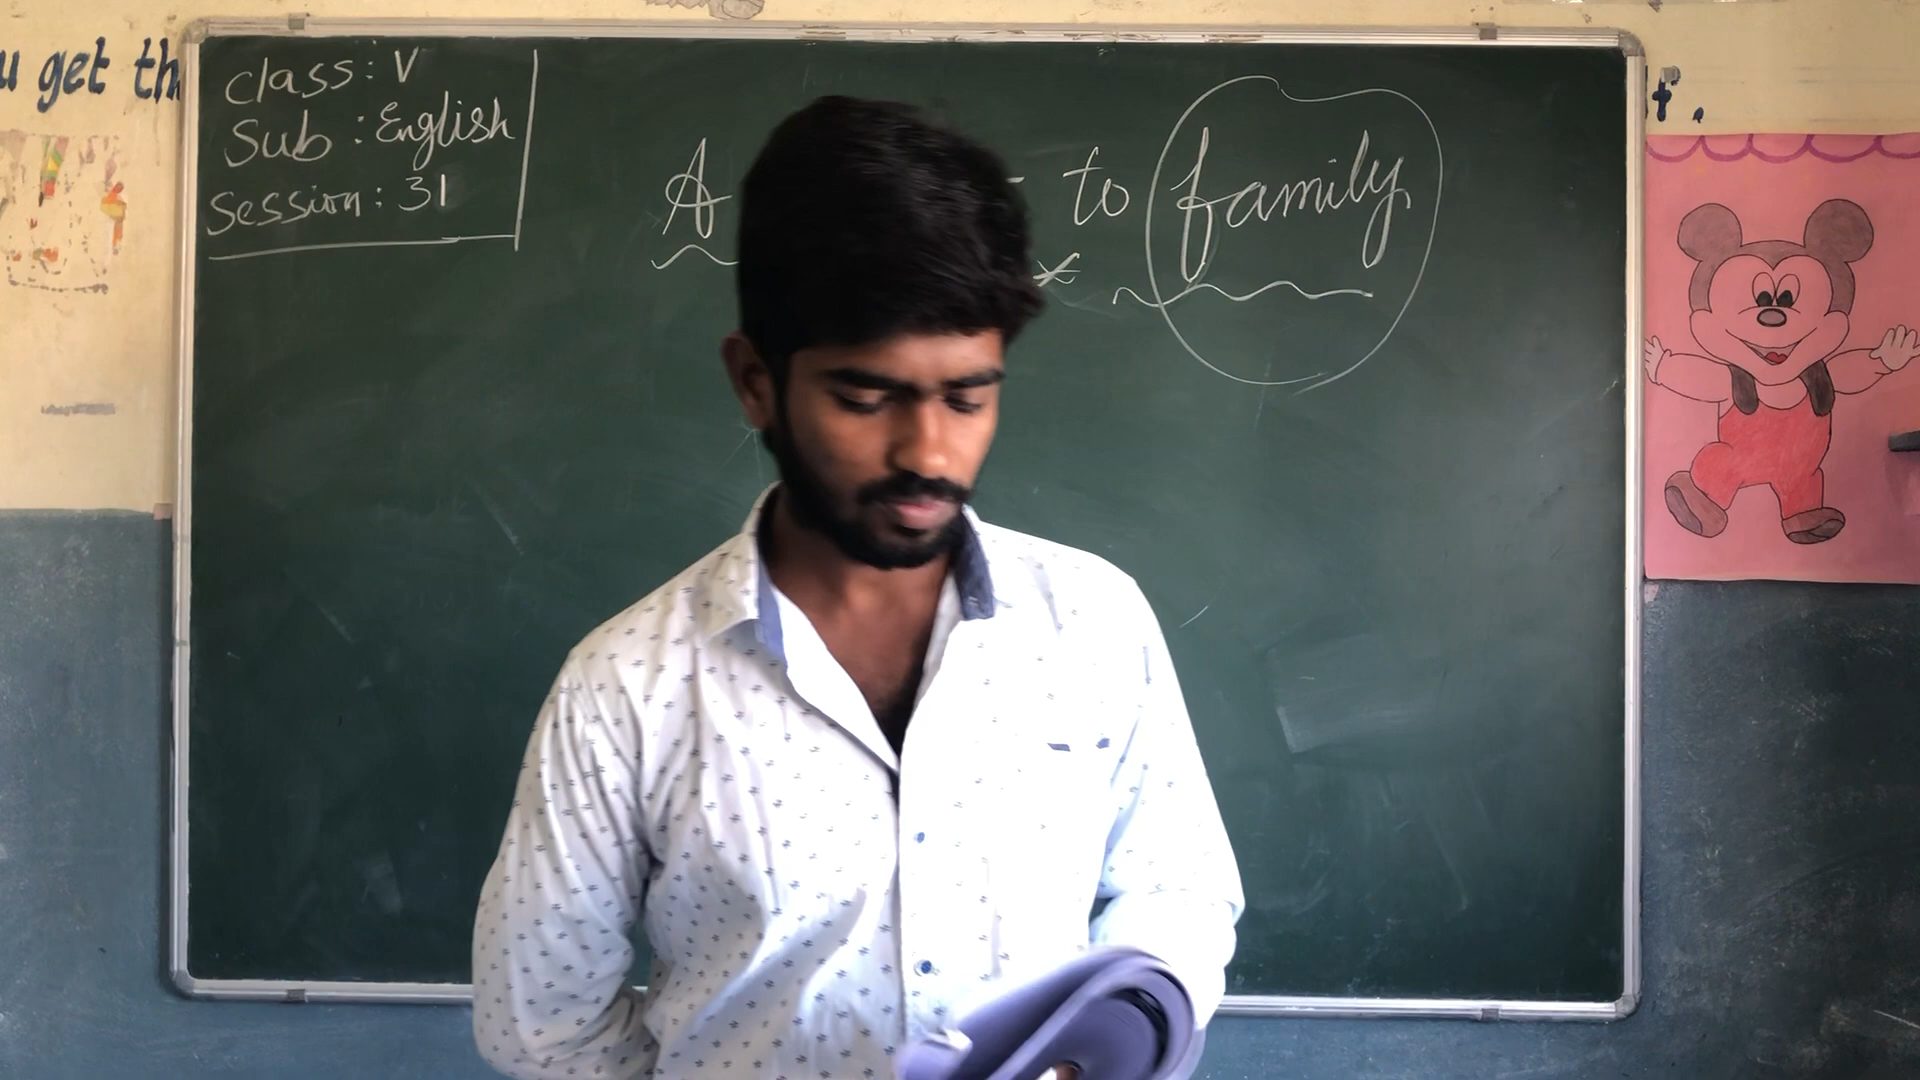 u get th
f.
class: V
Sub: English
Session: 31
A to family